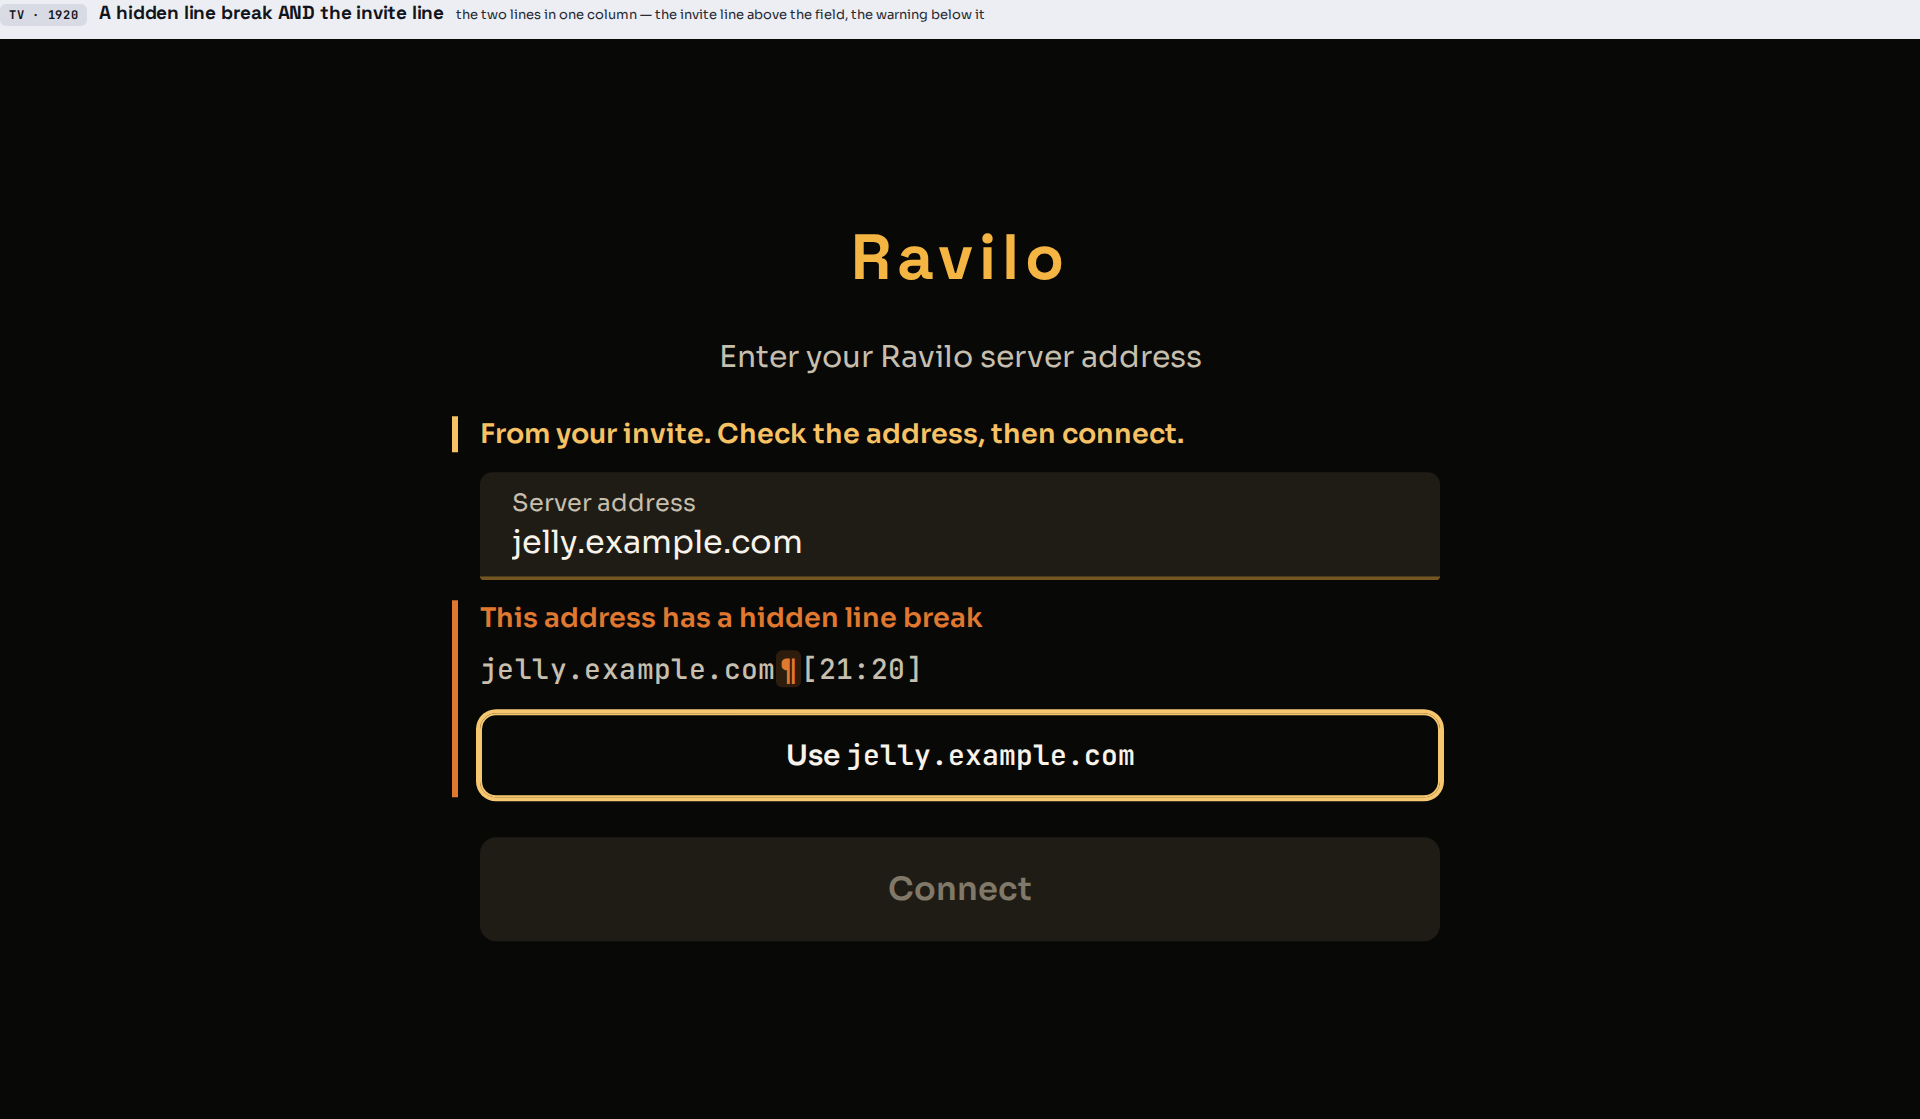 TV · 1920 A hidden line break AND the invite line the two lines in one column — the invite line above the field, the warning below it
Ravilo
Enter your Ravilo server address
From your invite. Check the address, then connect.
Server address
jelly.example.com
This address has a hidden line break
jelly.example.com¶[21:20]
Use jelly.example.com
Connect